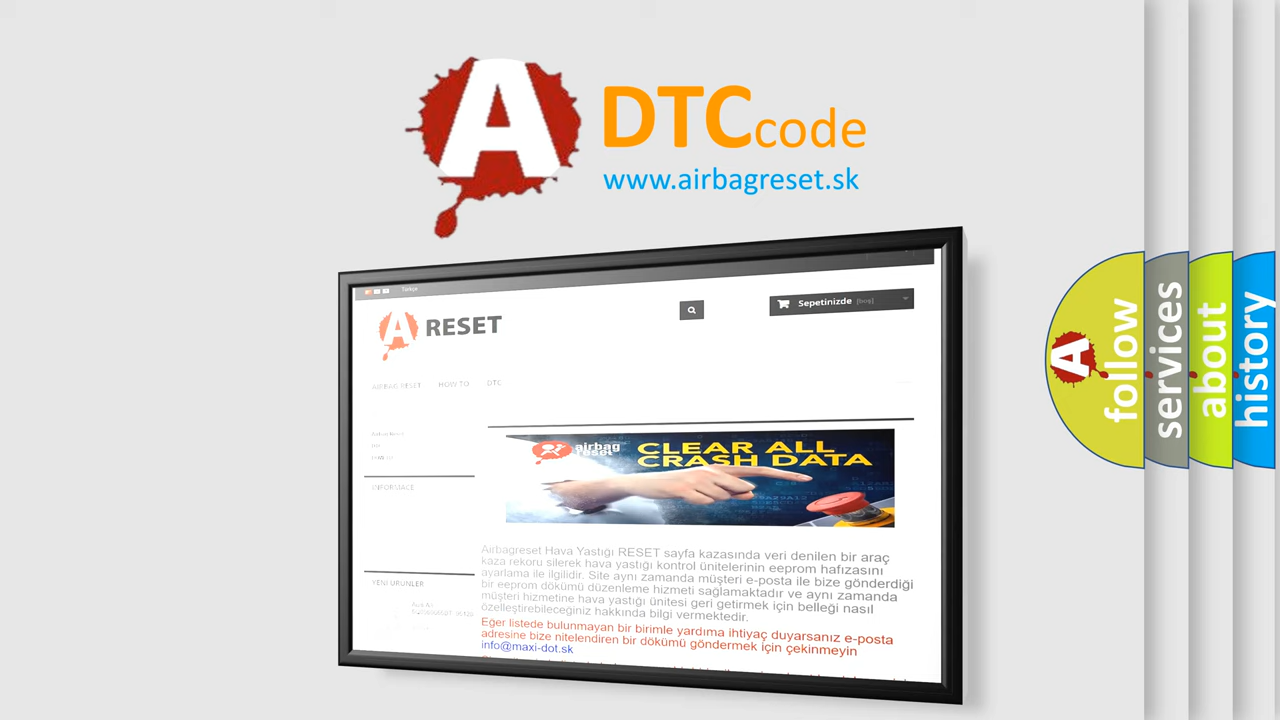 A DTCcode
www.airbagreset.sk
Türkçe
A RESET
Sepetinizde [boş]
AIRBAG RESET HOW TO DTC
INFORMACE
airbag reset
CLEAR ALL
CRASH DATA
Airbagreset Hava Yastığı RESET sayfa kazasında veri denilen bir araç
kaza rekoru silerek hava yastığı kontrol ünitelerinin eeprom hafızasını
ayarlama ile ilgilidir. Site aynı zamanda müşteri e-posta ile bize gönderdiği
bir eeprom dökümü düzenleme hizmeti sağlamaktadır ve aynı zamanda
müşteri hizmetine hava yastığı ünitesi geri getirmek için belleği nasıl
özelleştirebileceğiniz hakkında bilgi vermektedir.
Eğer listede bulunmayan bir birimle yardıma ihtiyaç duyarsanız e-posta
adresine bize nitelendiren bir dökümü göndermek için çekinmeyin
info@maxi-dot.sk
YENI ÜRÜNLER
A follow
services
about
history